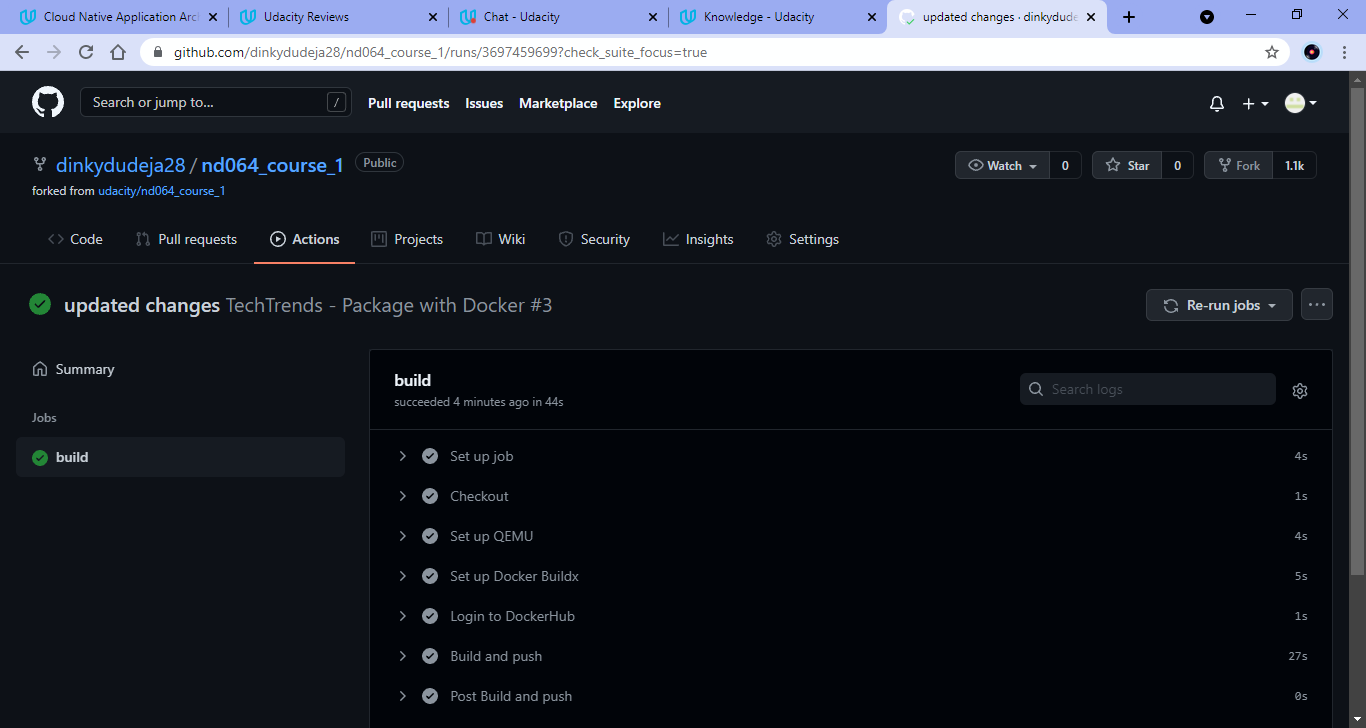 Cloud Native Application Arc
Udacity Reviews
Chat - Udacity
Knowledge - Udacity
updated changes · dinkydude
github.com/dinkydudeja28/nd064_course_1/runs/3697459699?check_suite_focus=true
Search or jump to... /
Pull requests Issues Marketplace Explore
dinkydudeja28 / nd064_course_1 Public
Watch 0 Star 0 Fork 1.1k
forked from udacity/nd064_course_1
Code Pull requests Actions Projects Wiki Security Insights Settings
updated changes TechTrends - Package with Docker #3
Re-run jobs
Summary
Jobs
build
build
succeeded 4 minutes ago in 44s
Search logs
Set up job 4s
Checkout 1s
Set up QEMU 4s
Set up Docker Buildx 5s
Login to DockerHub 1s
Build and push 27s
Post Build and push 0s